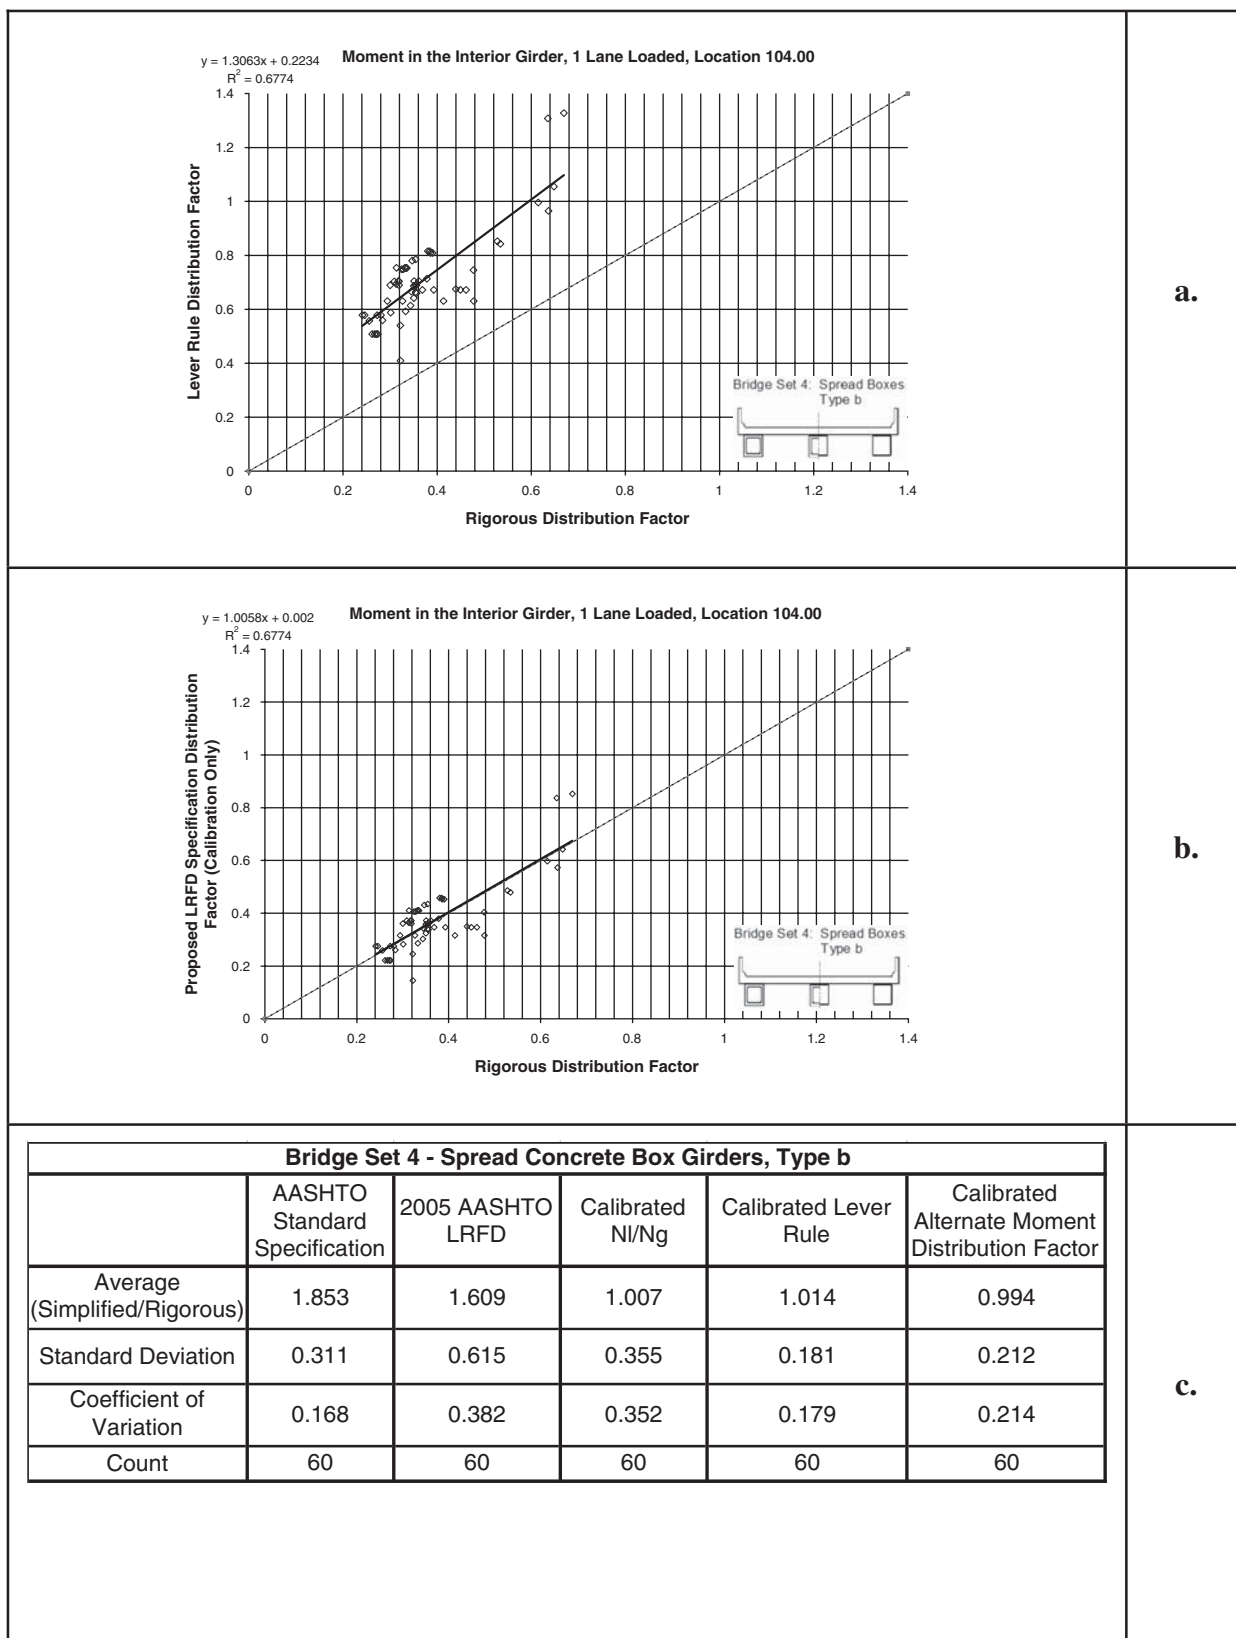 y = 1.3063x + 0.2234
R2 = 0.6774
Moment in the Interior Girder, 1 Lane Loaded, Location 104.00
1.4
1.2
1
0.8
0.6
0.4
0.2
0
Lever Rule Distribution Factor
0 0.2 0.4 0.6 0.8 1 1.2 1.4
Rigorous Distribution Factor
Bridge Set 4: Spread Boxes
Type b
a.
y = 1.0058x + 0.002
R2 = 0.6774
Moment in the Interior Girder, 1 Lane Loaded, Location 104.00
1.4
1.2
1
0.8
0.6
0.4
0.2
0
Proposed LRFD Specification Distribution
Factor (Calibration Only)
0 0.2 0.4 0.6 0.8 1 1.2 1.4
Rigorous Distribution Factor
Bridge Set 4: Spread Boxes
Type b
b.
Bridge Set 4 - Spread Concrete Box Girders, Type b
AASHTO Standard Specification 2005 AASHTO LRFD Calibrated Nl/Ng Calibrated Lever Rule Calibrated Alternate Moment Distribution Factor
Average (Simplified/Rigorous) 1.853 1.609 1.007 1.014 0.994
Standard Deviation 0.311 0.615 0.355 0.181 0.212
Coefficient of Variation 0.168 0.382 0.352 0.179 0.214
Count 60 60 60 60 60
c.